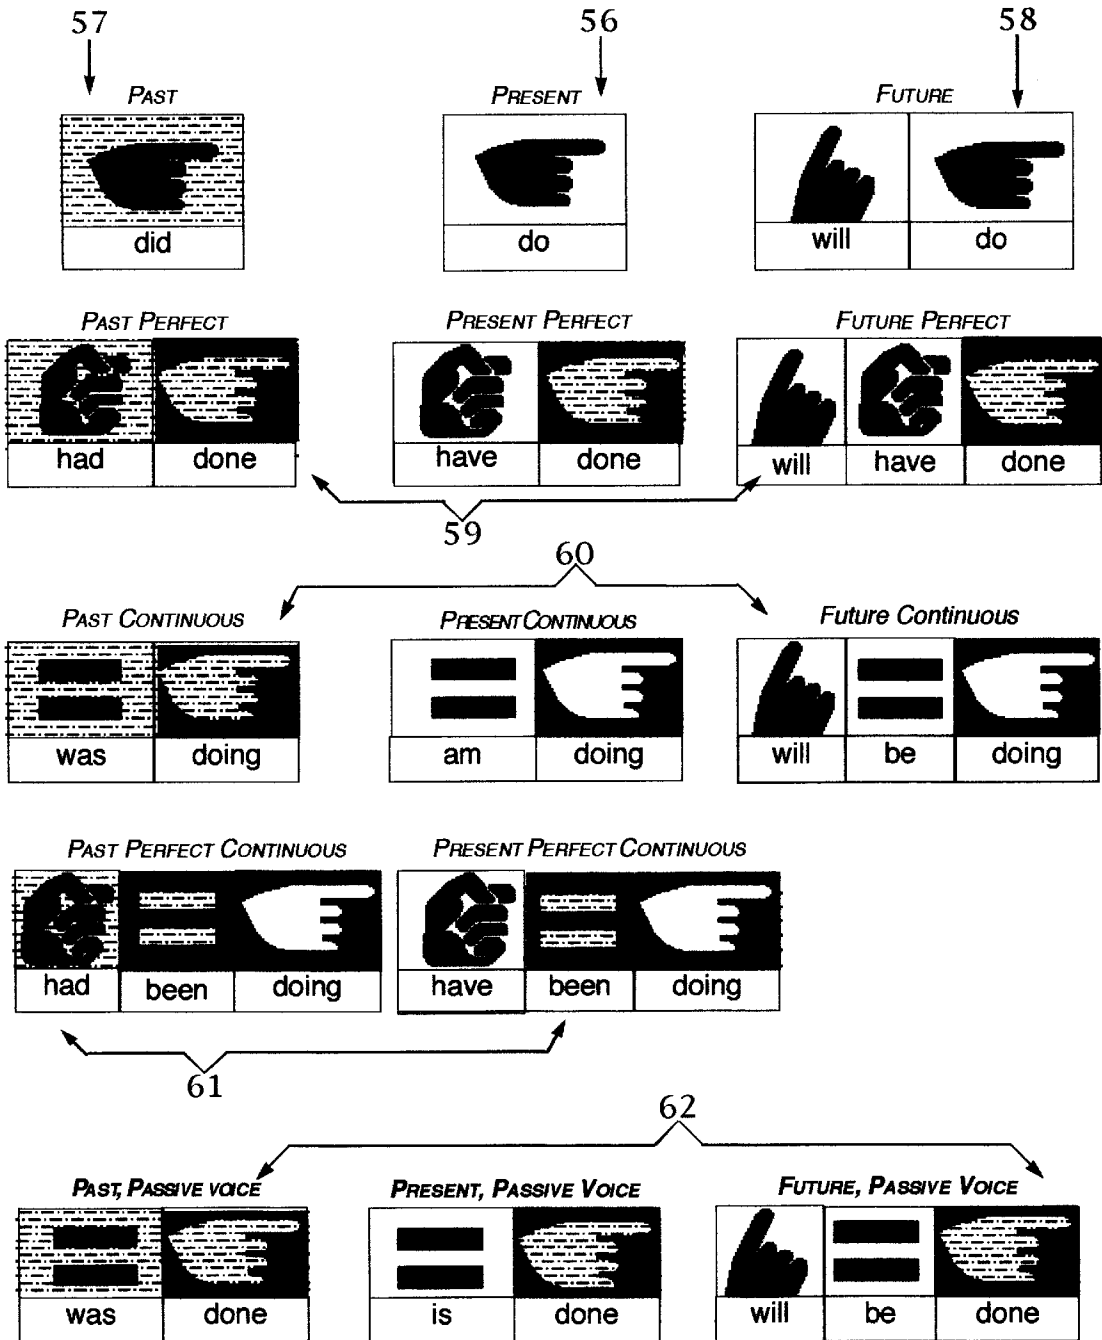 57 56 58
PAST PRESENT FUTURE
did do will do
PAST PERFECT PRESENT PERFECT FUTURE PERFECT
had done have done will have done
59
60
PAST CONTINUOUS PRESENT CONTINUOUS Future Continuous
was doing am doing will be doing
PAST PERFECT CONTINUOUS PRESENT PERFECT CONTINUOUS
had been doing have been doing
61
62
PAST, PASSIVE VOICE PRESENT, PASSIVE VOICE FUTURE, PASSIVE VOICE
was done is done will be done